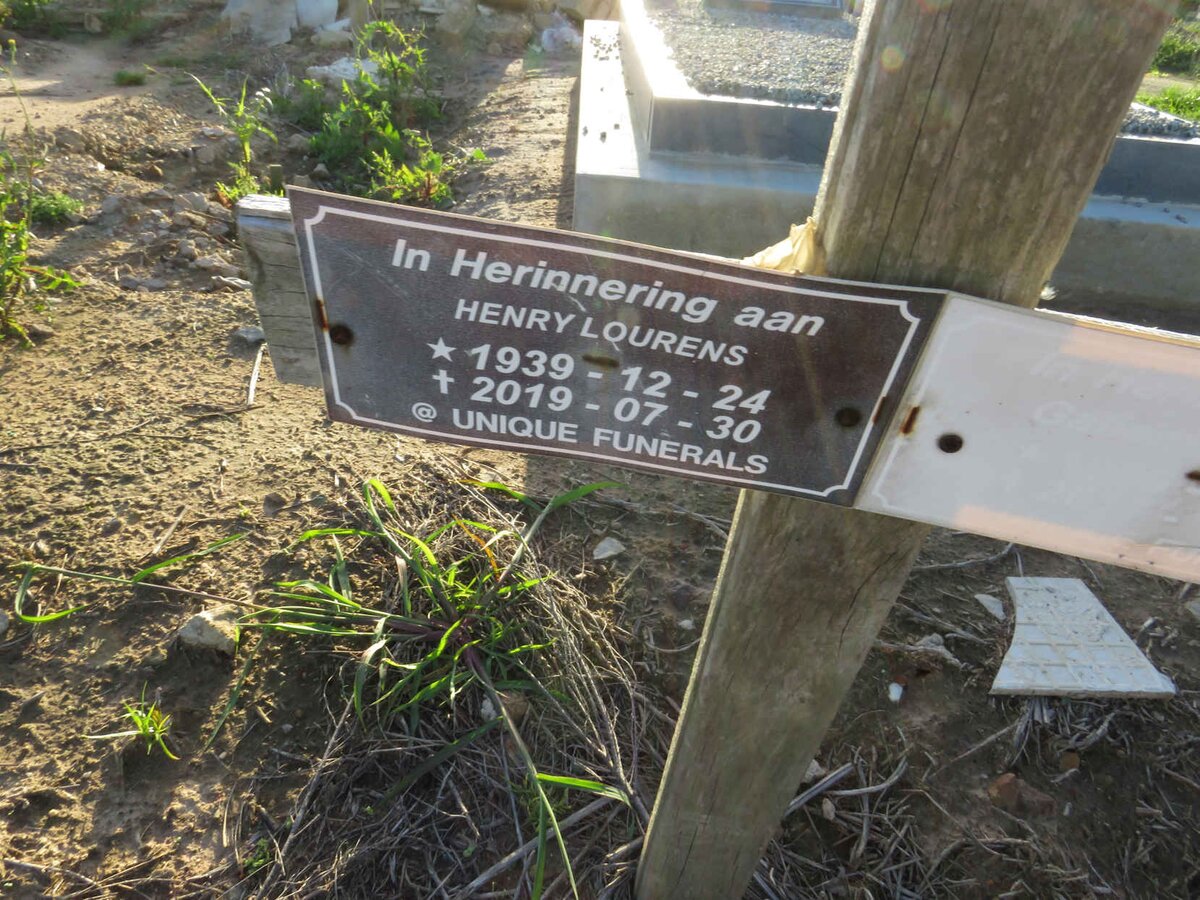 In Herinnering aan
HENRY LOURENS
★ 1939 - 12 - 24
✝ 2019 - 07 - 30
@ UNIQUE FUNERALS